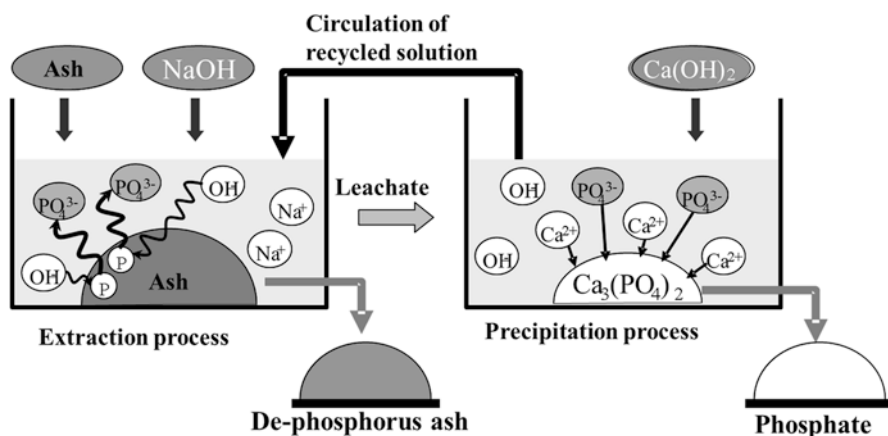 Circulation of
recycled solution
Ash
NaOH
Ca(OH)₂
PO₄³⁻
PO₄³⁻
OH
Na⁺
Na⁺
OH
P
P
Ash
Leachate
OH
PO₄³⁻
PO₄³⁻
Ca²⁺
Ca²⁺
Ca²⁺
OH
Ca₃(PO₄)₂
Extraction process
Precipitation process
De-phosphorus ash
Phosphate